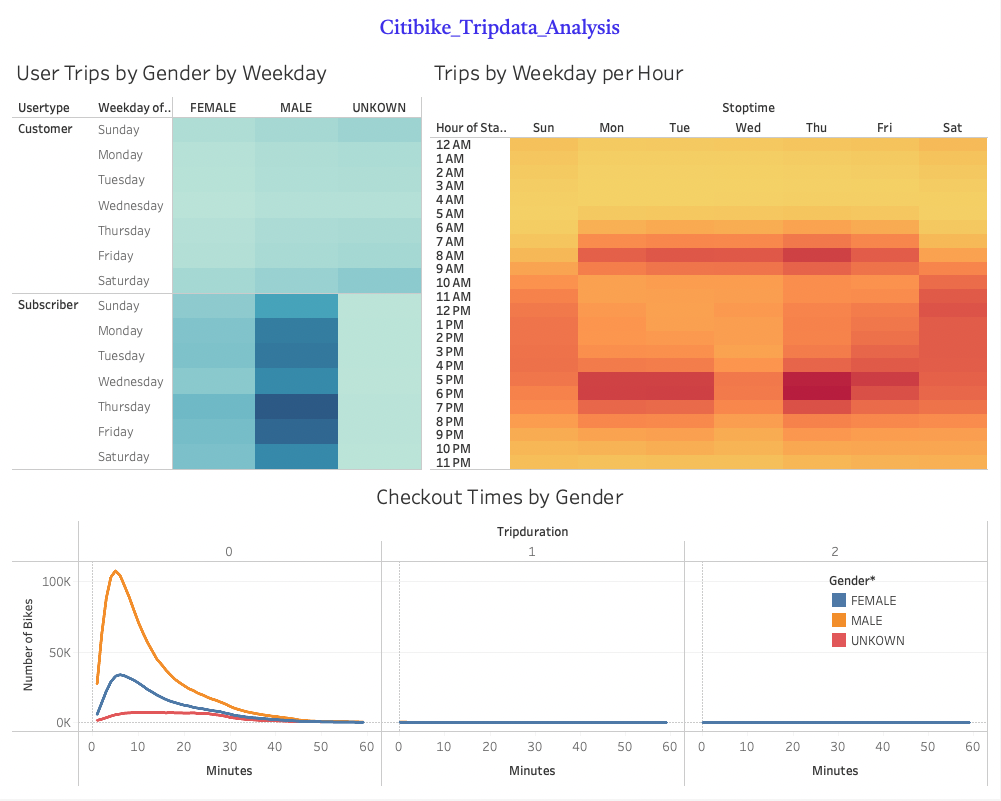 Citibike_Tripdata_Analysis
User Trips by Gender by Weekday
Usertype Weekday of.. FEMALE MALE UNKOWN
Customer Sunday
Monday
Tuesday
Wednesday
Thursday
Friday
Saturday
Subscriber Sunday
Monday
Tuesday
Wednesday
Thursday
Friday
Saturday
Trips by Weekday per Hour
Stoptime
Hour of Sta.. Sun Mon Tue Wed Thu Fri Sat
12 AM
1 AM
2 AM
3 AM
4 AM
5 AM
6 AM
7 AM
8 AM
9 AM
10 AM
11 AM
12 PM
1 PM
2 PM
3 PM
4 PM
5 PM
6 PM
7 PM
8 PM
9 PM
10 PM
11 PM
Checkout Times by Gender
Tripduration
0 1 2
Number of Bikes
100K
50K
0K
Gender*
FEMALE
MALE
UNKOWN
0 10 20 30 40 50 60 0 10 20 30 40 50 60 0 10 20 30 40 50 60
Minutes Minutes Minutes